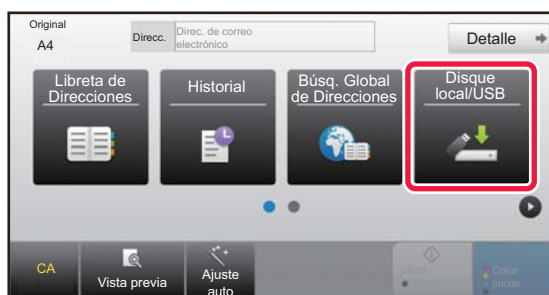 Original
A4
Direcc.
Direc. de correo
electrónico
Detalle
Libreta de
Direcciones
Historial
Búsq. Global
de Direcciones
Disque
local/USB
CA
Vista previa
Ajuste
auto
B/N
Iniciar
Color
Iniciar